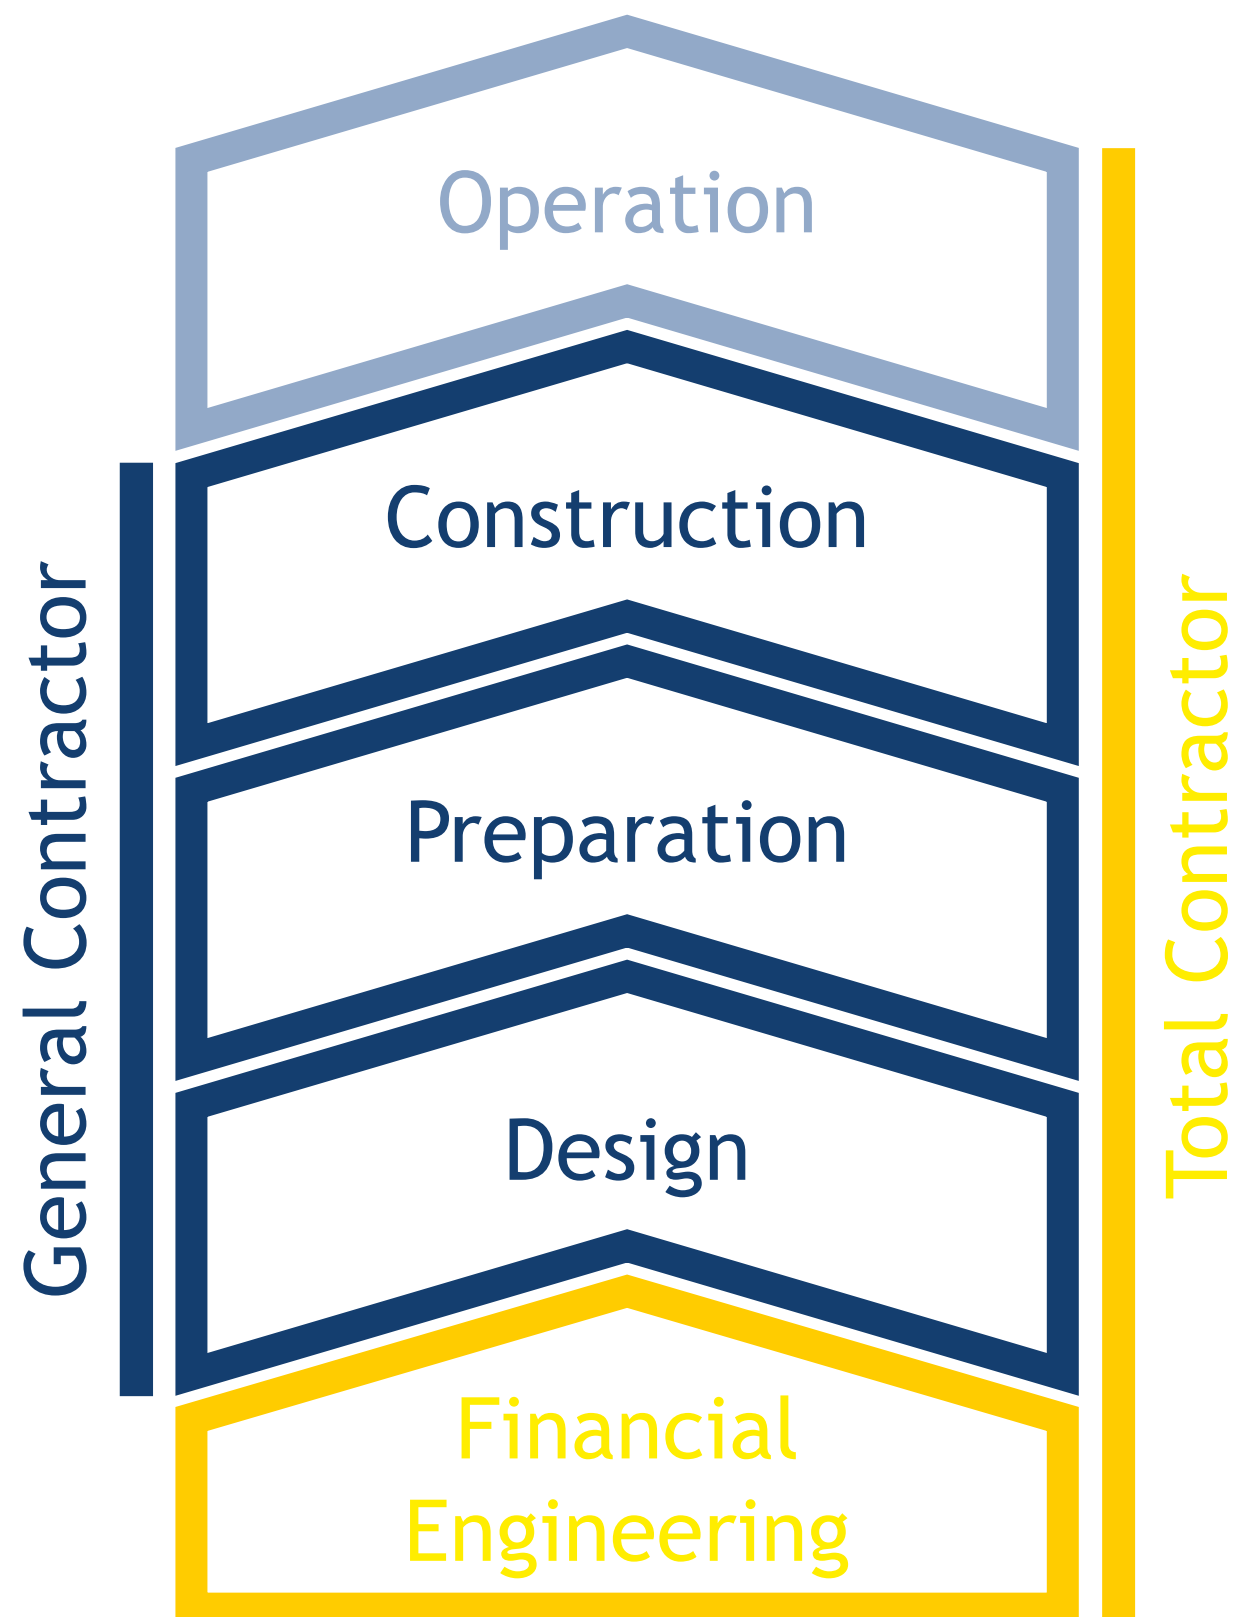 Operation
Construction
Preparation
Design
Financial
Engineering
General Contractor
Total Contractor